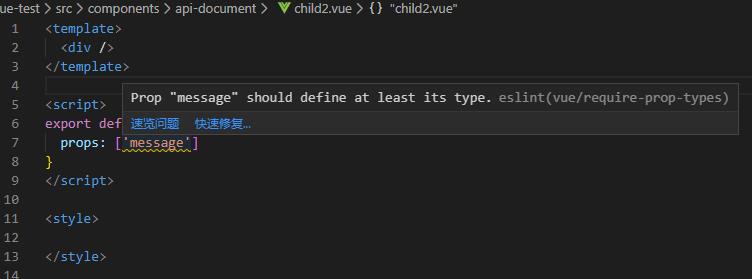 ue-test > src > components > api-document > child2.vue > {} "child2.vue"
1 <template>
2 <div />
3 </template>
4
Prop "message" should define at least its type. eslint(vue/require-prop-types)
5 <script>
速览问题 快速修复...
6 export def
7 props: ['message']
8 }
9 </script>
10
11 <style>
12
13 </style>
14